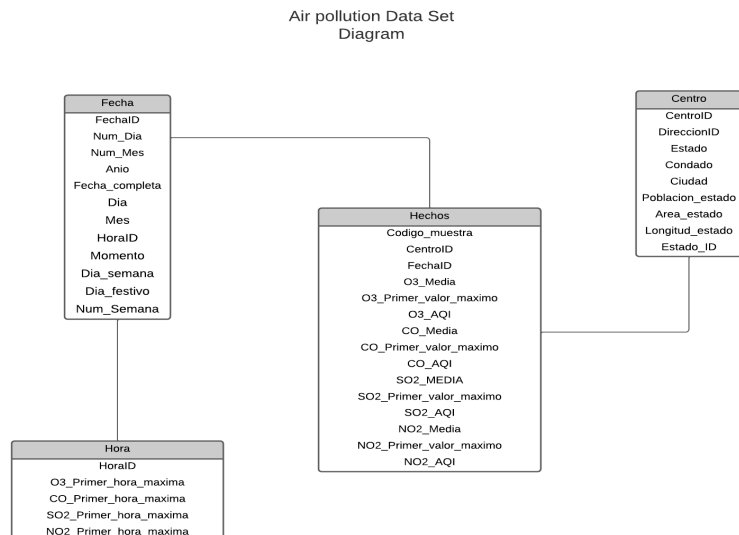 Air pollution Data Set
Diagram
Fecha
FechaID
Num_Dia
Num_Mes
Anio
Fecha_completa
Dia
Mes
HoraID
Momento
Dia_semana
Dia_festivo
Num_Semana
Hechos
Codigo_muestra
CentroID
FechaID
O3_Media
O3_Primer_valor_maximo
O3_AQI
CO_Media
CO_Primer_valor_maximo
CO_AQI
SO2_MEDIA
SO2_Primer_valor_maximo
SO2_AQI
NO2_Media
NO2_Primer_valor_maximo
NO2_AQI
Centro
CentroID
DireccionID
Estado
Condado
Ciudad
Poblacion_estado
Area_estado
Longitud_estado
Estado_ID
Hora
HoraID
O3_Primer_hora_maxima
CO_Primer_hora_maxima
SO2_Primer_hora_maxima
NO2_Primer_hora_maxima